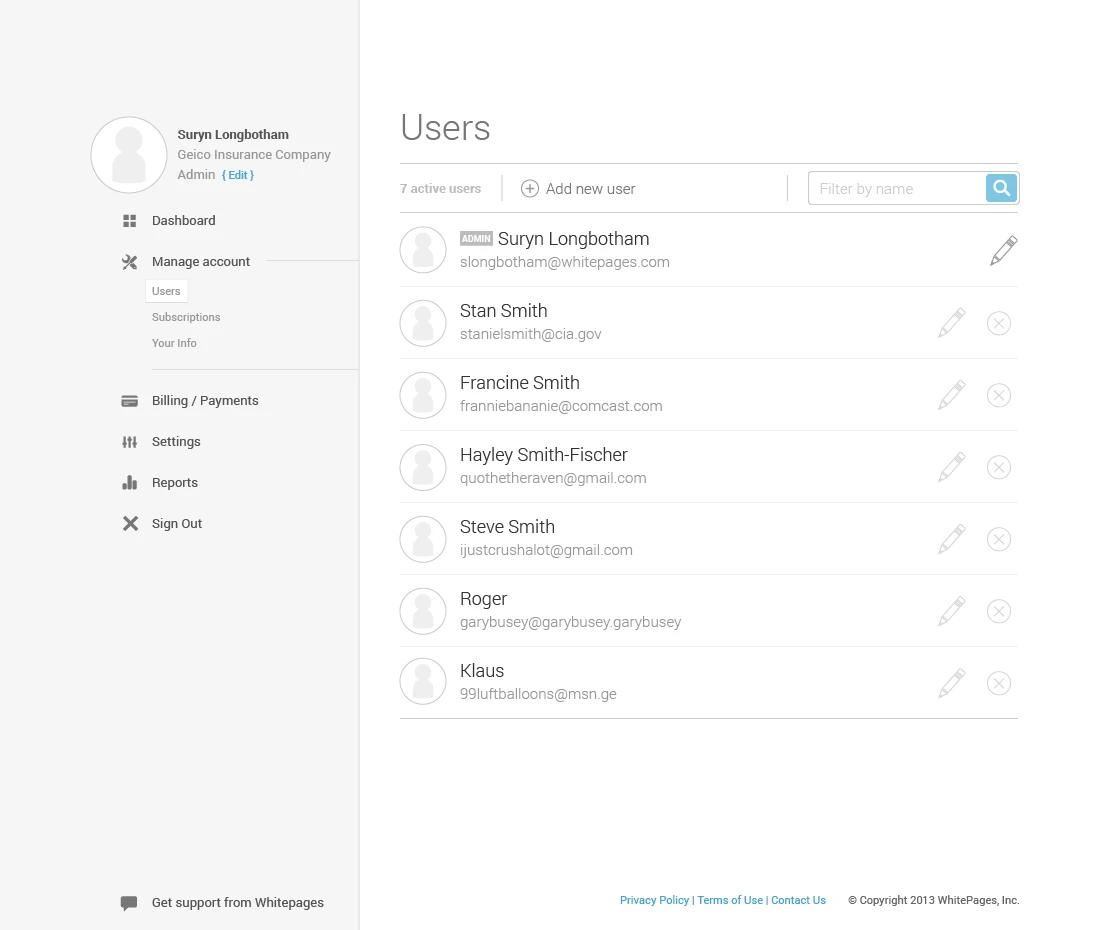 Suryn Longbotham
Geico Insurance Company
Admin { Edit }
Dashboard
Manage account
Users
Subscriptions
Your Info
Billing / Payments
Settings
Reports
Sign Out
Get support from Whitepages
Users
7 active users
Add new user
Filter by name
ADMIN Suryn Longbotham
slongbotham@whitepages.com
Stan Smith
stanielsmith@cia.gov
Francine Smith
franniebananie@comcast.com
Hayley Smith-Fischer
quothetheraven@gmail.com
Steve Smith
ijustcrushalot@gmail.com
Roger
garybusey@garybusey.garybusey
Klaus
99luftballoons@msn.ge
Privacy Policy | Terms of Use | Contact Us
© Copyright 2013 WhitePages, Inc.